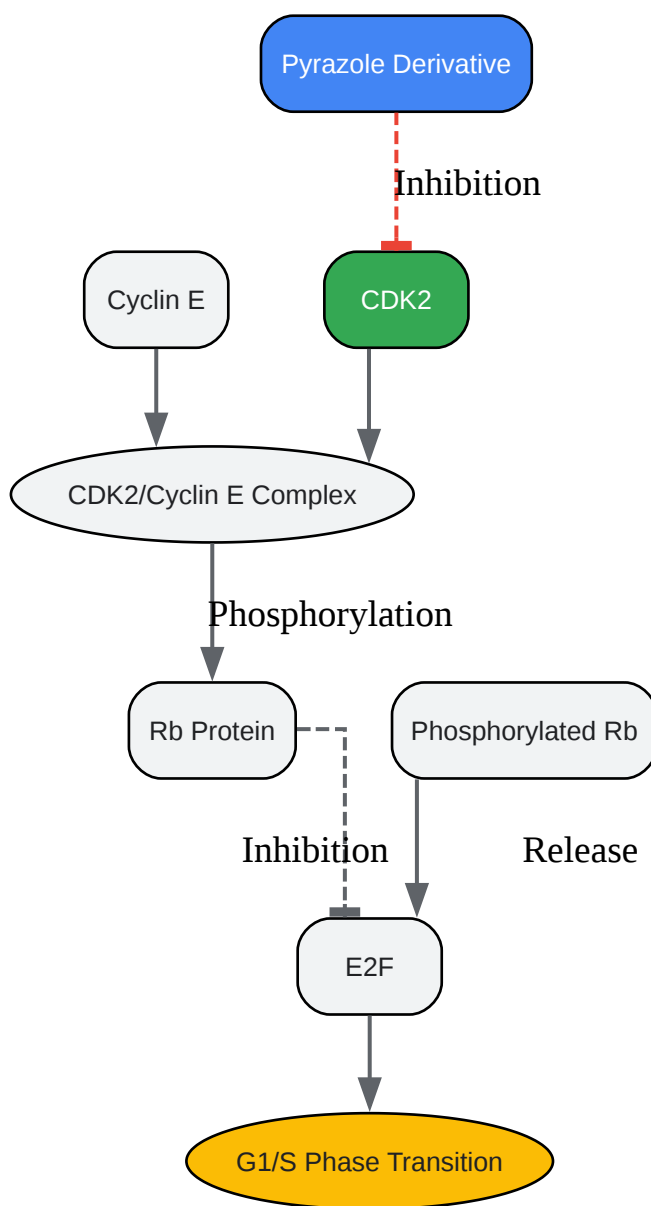 Pyrazole Derivative
Inhibition
Cyclin E
CDK2
CDK2/Cyclin E Complex
Phosphorylation
Rb Protein
Phosphorylated Rb
Inhibition
Release
E2F
G1/S Phase Transition